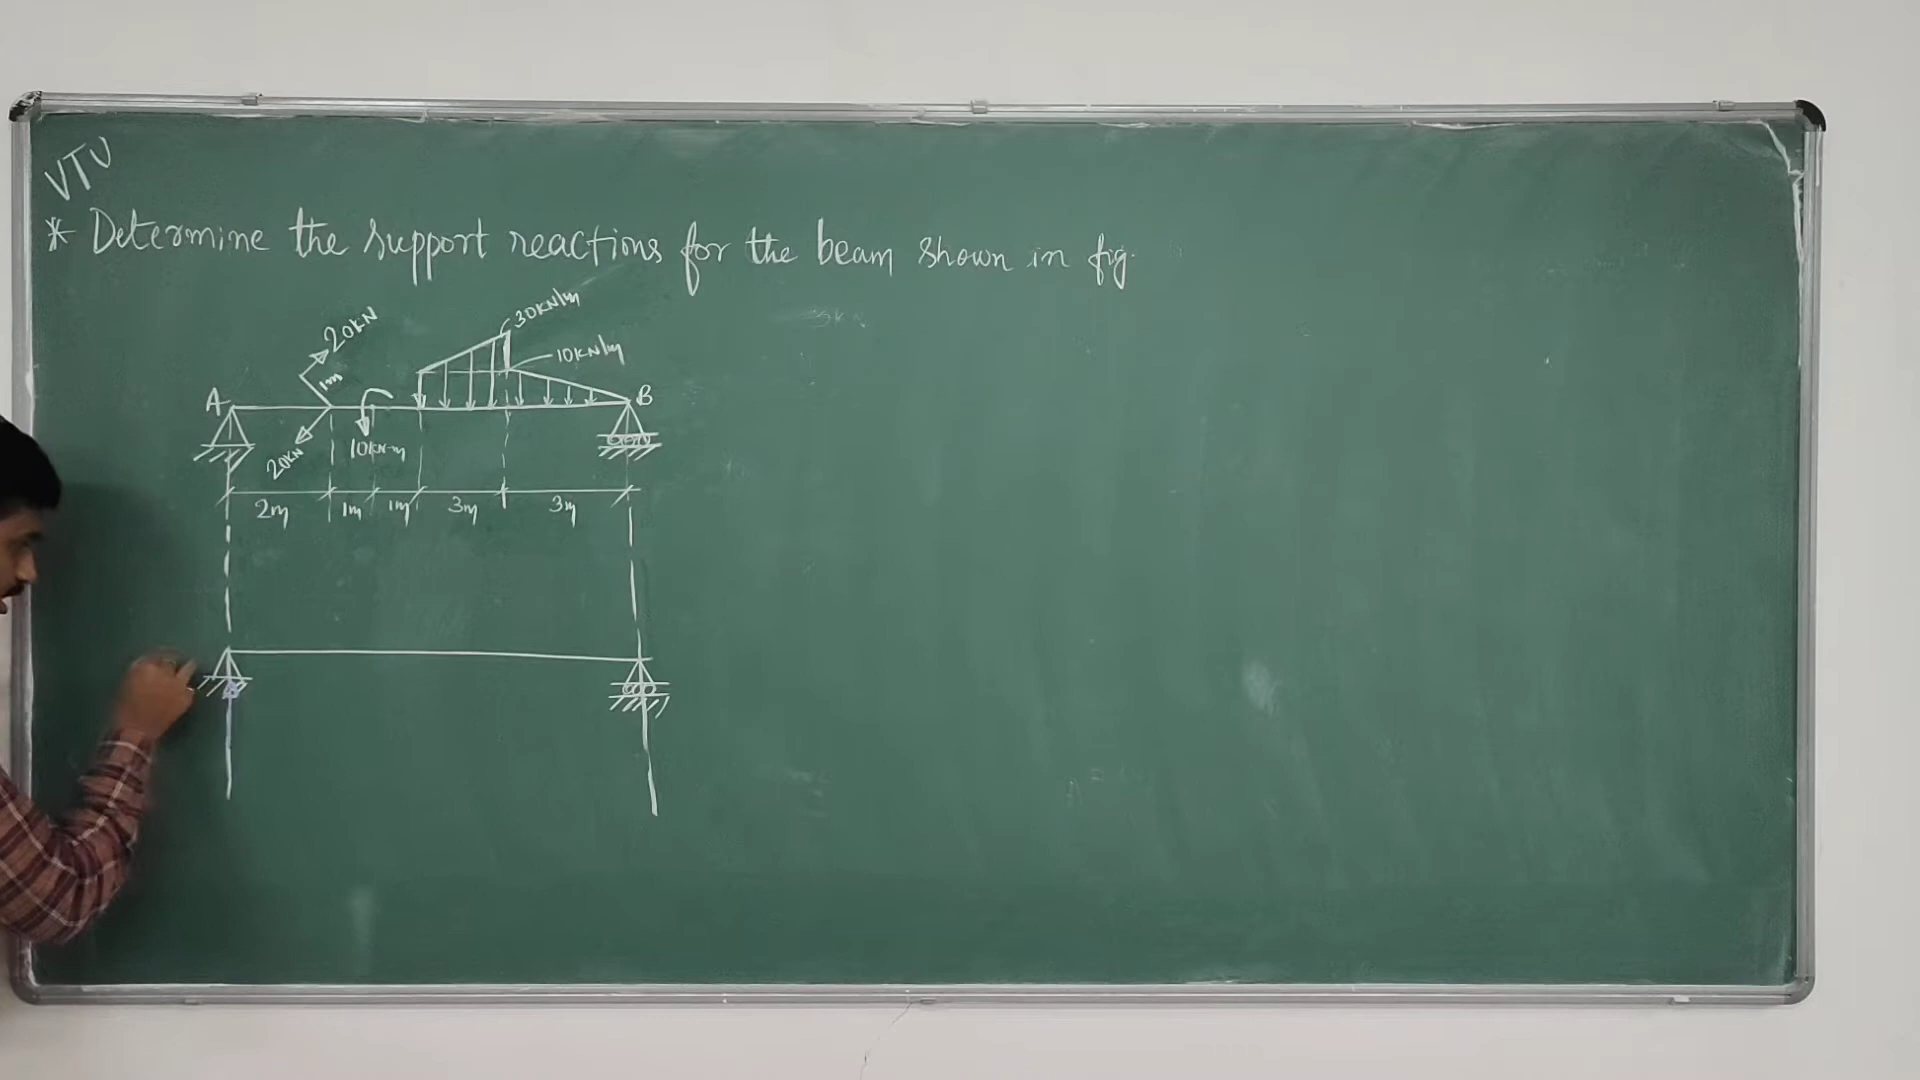 VTU
* Determine the support reactions for the beam shown in fig.
30KN/m
20KN
10KN/m
1m
A
B
20KN
10KN-m
2m 1m 1m 3m 3m